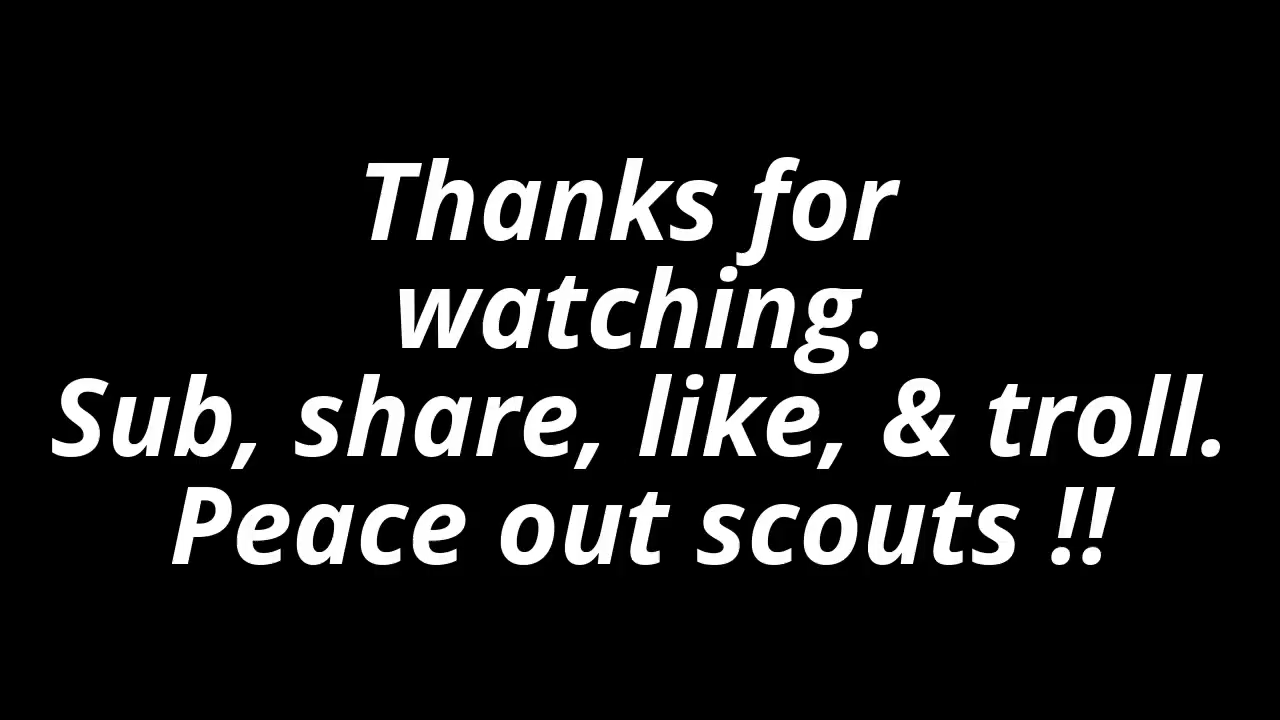 Thanks for
watching.
Sub, share, like, & troll.
Peace out scouts !!